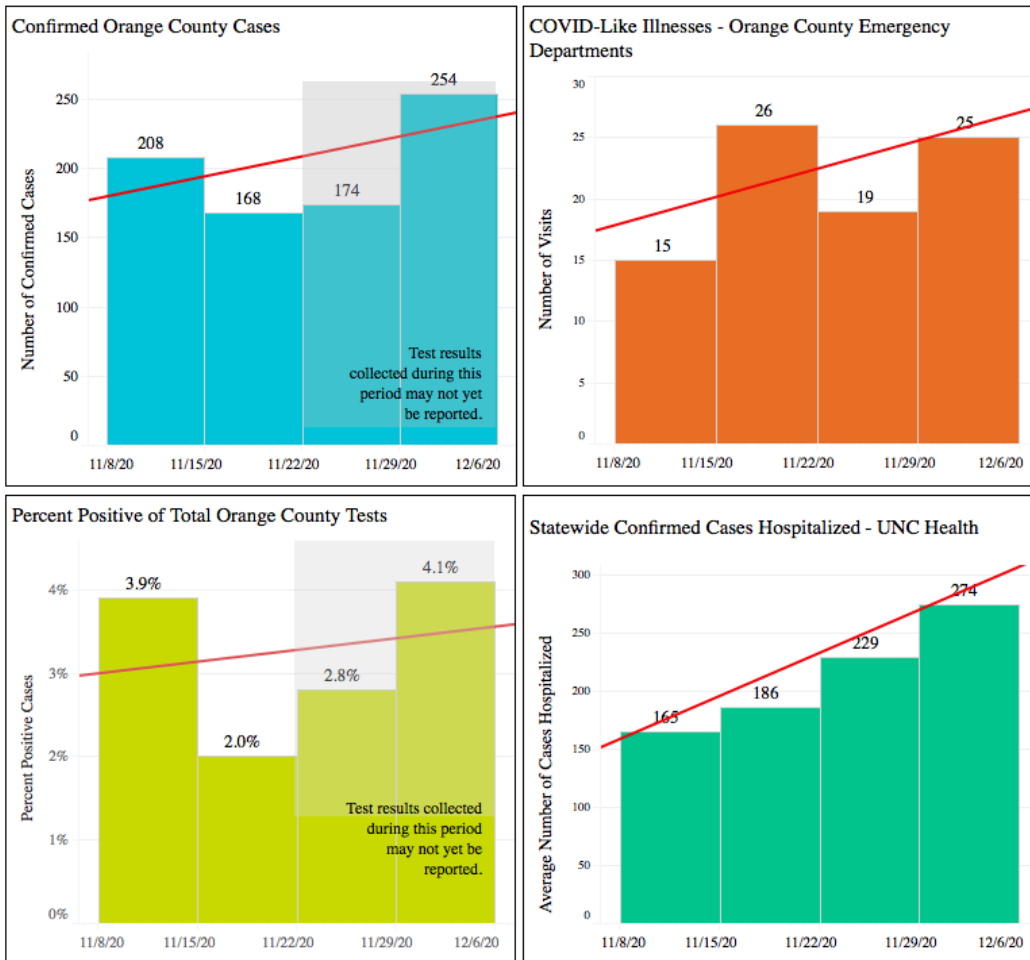 Confirmed Orange County Cases
Number of Confirmed Cases
250
200
150
100
50
0
208
168
174
254
Test results
collected during this
period may not yet
be reported.
11/8/20 11/15/20 11/22/20 11/29/20 12/6/20
COVID-Like Illnesses - Orange County Emergency
Departments
Number of Visits
30
25
20
15
10
5
0
15
26
19
25
11/8/20 11/15/20 11/22/20 11/29/20 12/6/20
Percent Positive of Total Orange County Tests
Percent Positive Cases
4%
3%
2%
1%
0%
3.9%
2.0%
2.8%
4.1%
Test results collected
during this period
may not yet be
reported.
11/8/20 11/15/20 11/22/20 11/29/20 12/6/20
Statewide Confirmed Cases Hospitalized - UNC Health
Average Number of Cases Hospitalized
300
250
200
150
100
50
0
165
186
229
274
11/8/20 11/15/20 11/22/20 11/29/20 12/6/20